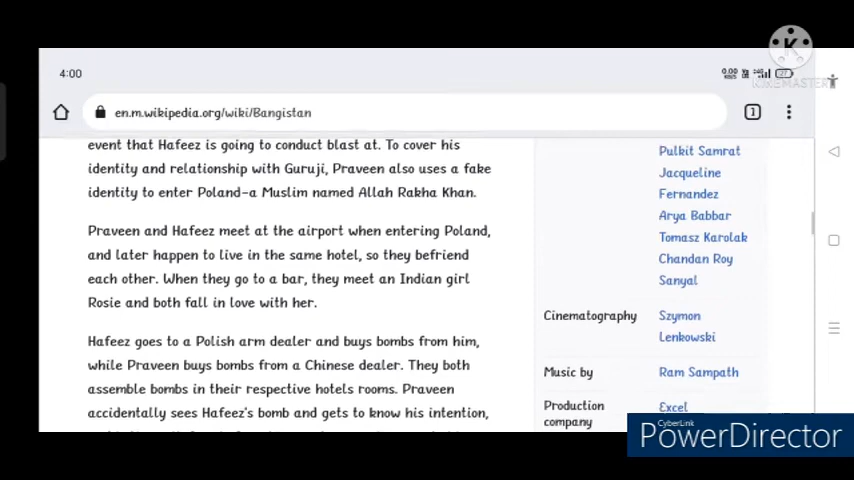 4:00
0.00
27
KINEMASTER
en.m.wikipedia.org/wiki/Bangistan
1
event that Hafeez is going to conduct blast at. To cover his
identity and relationship with Guruji, Praveen also uses a fake
identity to enter Poland-a Muslim named Allah Rakha Khan.
Praveen and Hafeez meet at the airport when entering Poland,
and later happen to live in the same hotel, so they befriend
each other. When they go to a bar, they meet an Indian girl
Rosie and both fall in love with her.
Hafeez goes to a Polish arm dealer and buys bombs from him,
while Praveen buys bombs from a Chinese dealer. They both
assemble bombs in their respective hotels rooms. Praveen
accidentally sees Hafeez's bomb and gets to know his intention,
Pulkit Samrat
Jacqueline
Fernandez
Arya Babbar
Tomasz Karolak
Chandan Roy
Sanyal
Cinematography
Szymon
Lenkowski
Music by
Ram Sampath
Production
company
Excel
CyberLink
PowerDirector